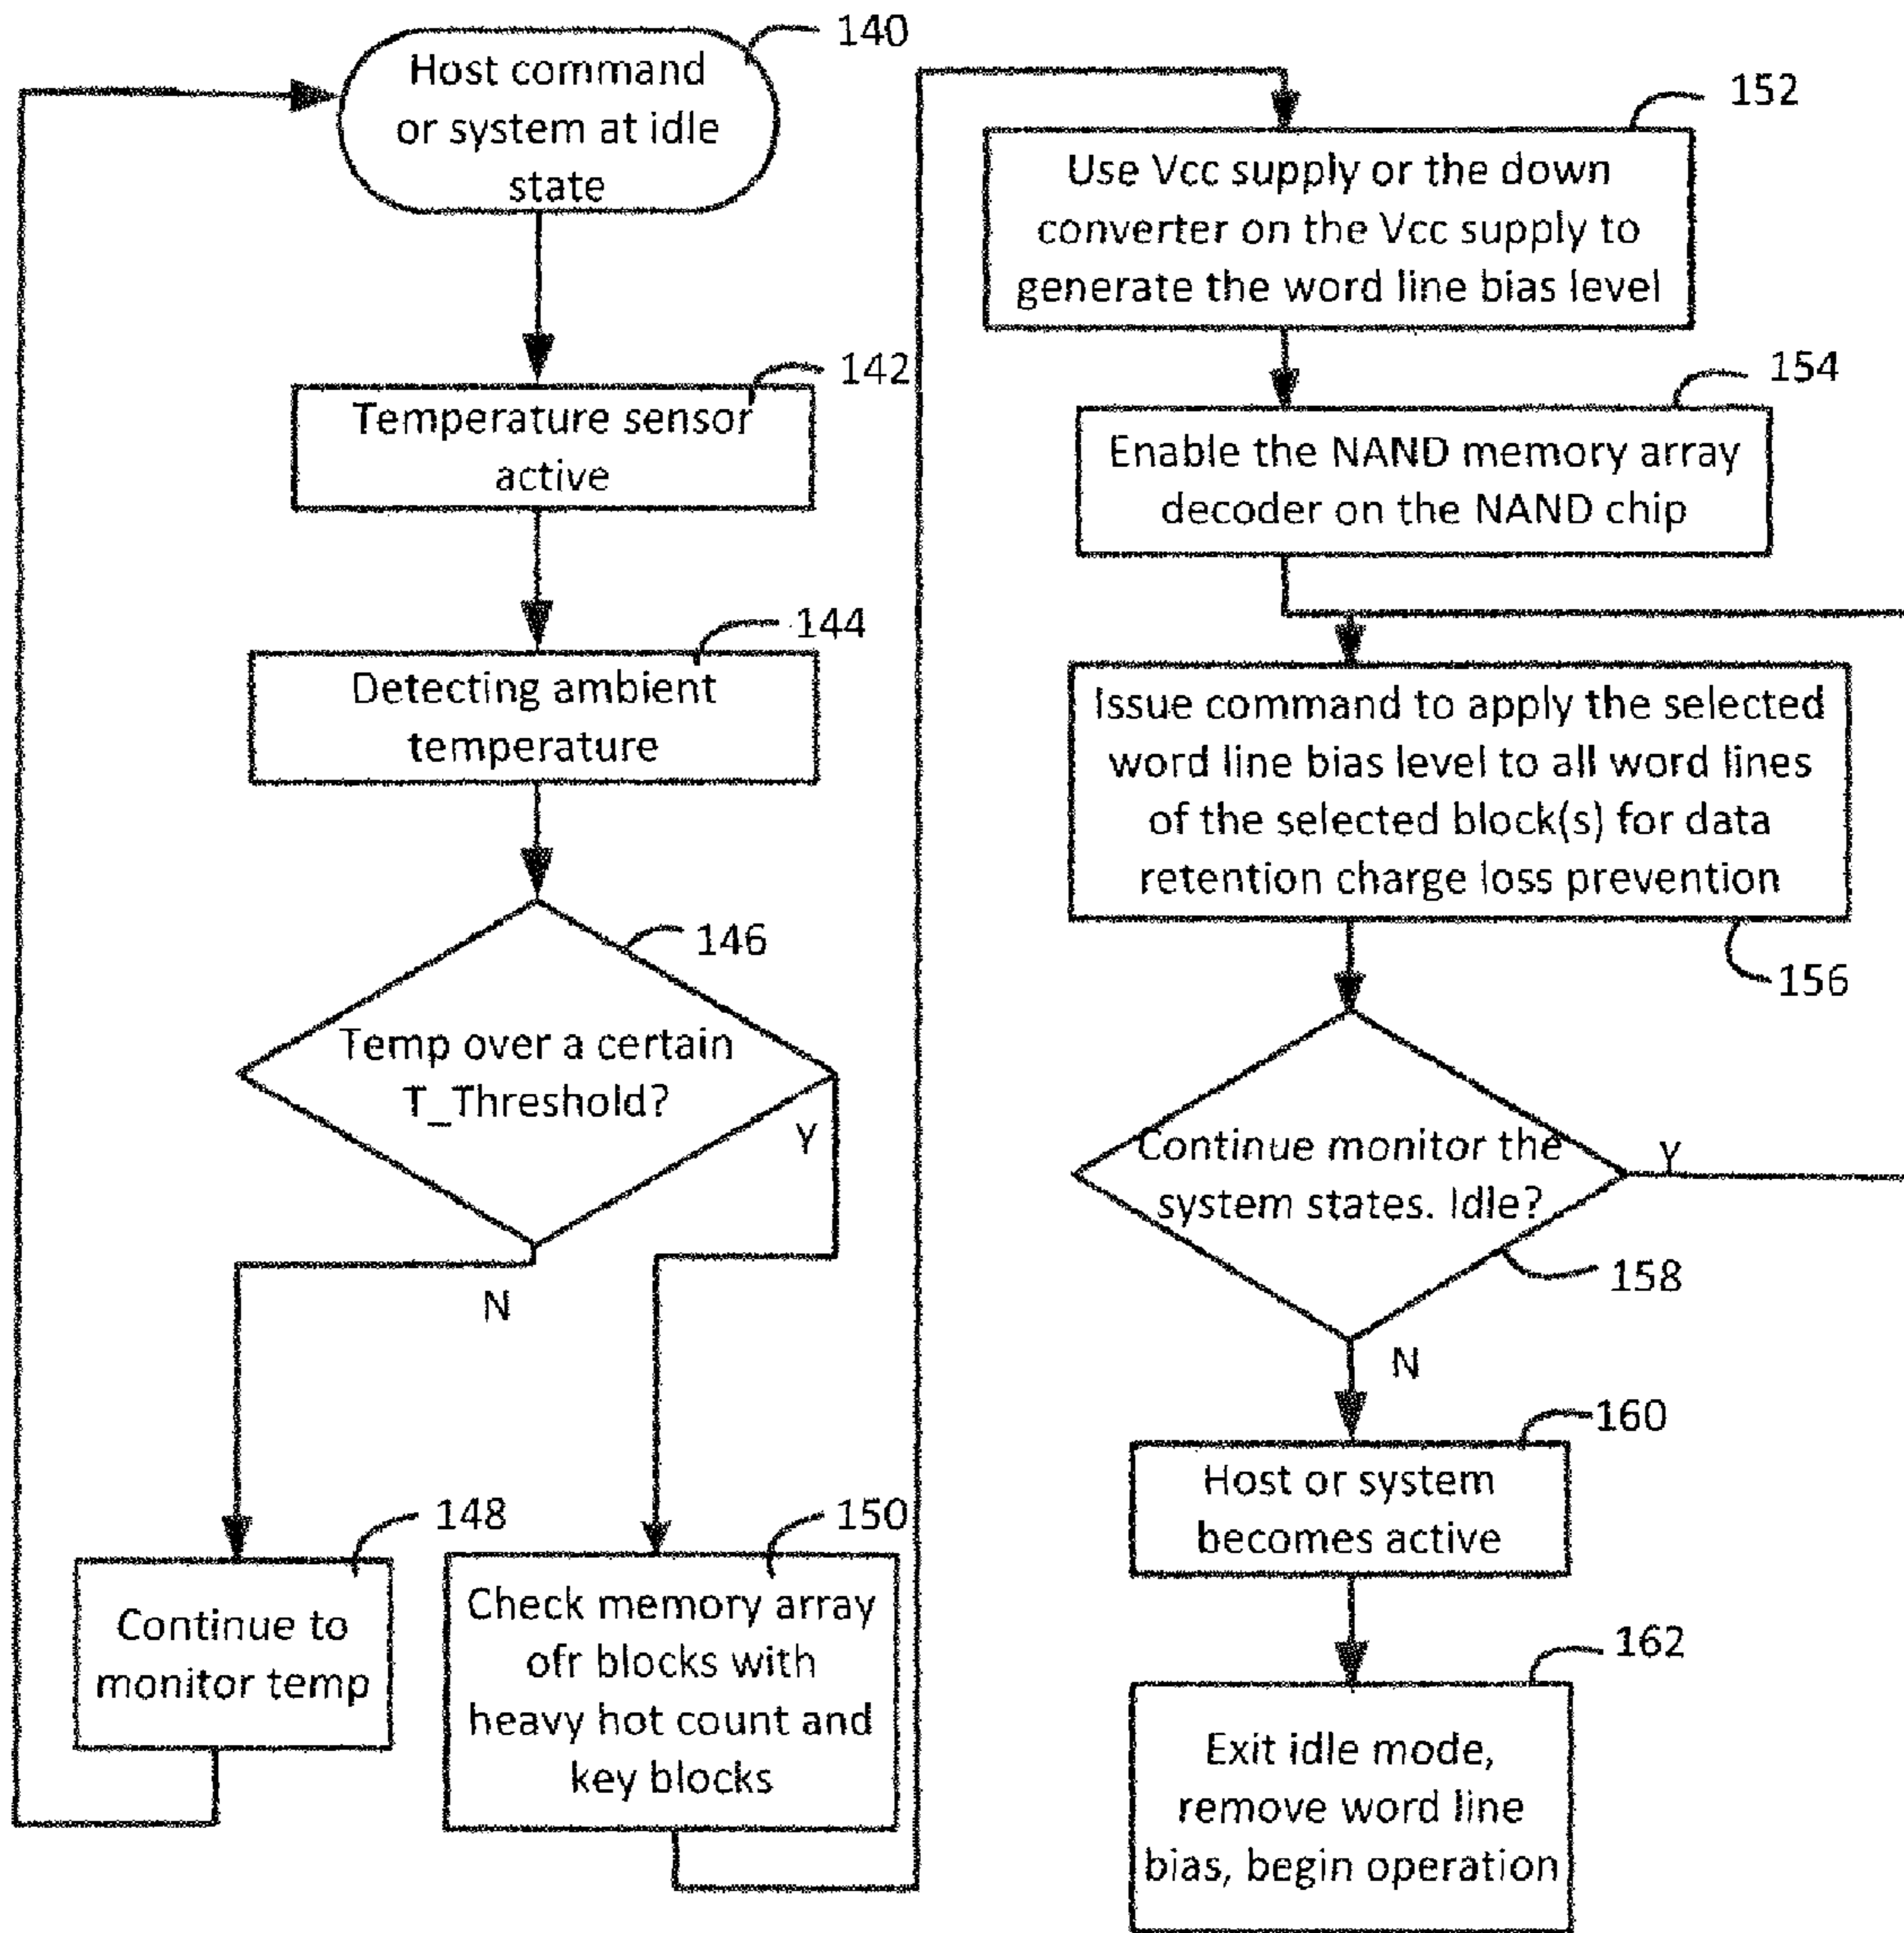 140
Host command
or system at idle
state
142
Temperature sensor
active
144
Detecting ambient
temperature
146
Temp over a certain
T_Threshold?
Y
N
148
Continue to
monitor temp
150
Check memory array
ofr blocks with
heavy hot count and
key blocks
152
Use Vcc supply or the down
converter on the Vcc supply to
generate the word line bias level
154
Enable the NAND memory array
decoder on the NAND chip
Issue command to apply the selected
word line bias level to all word lines
of the selected block(s) for data
retention charge loss prevention
156
Continue monitor the
system states. Idle?
Y
158
N
160
Host or system
becomes active
162
Exit idle mode,
remove word line
bias, begin operation